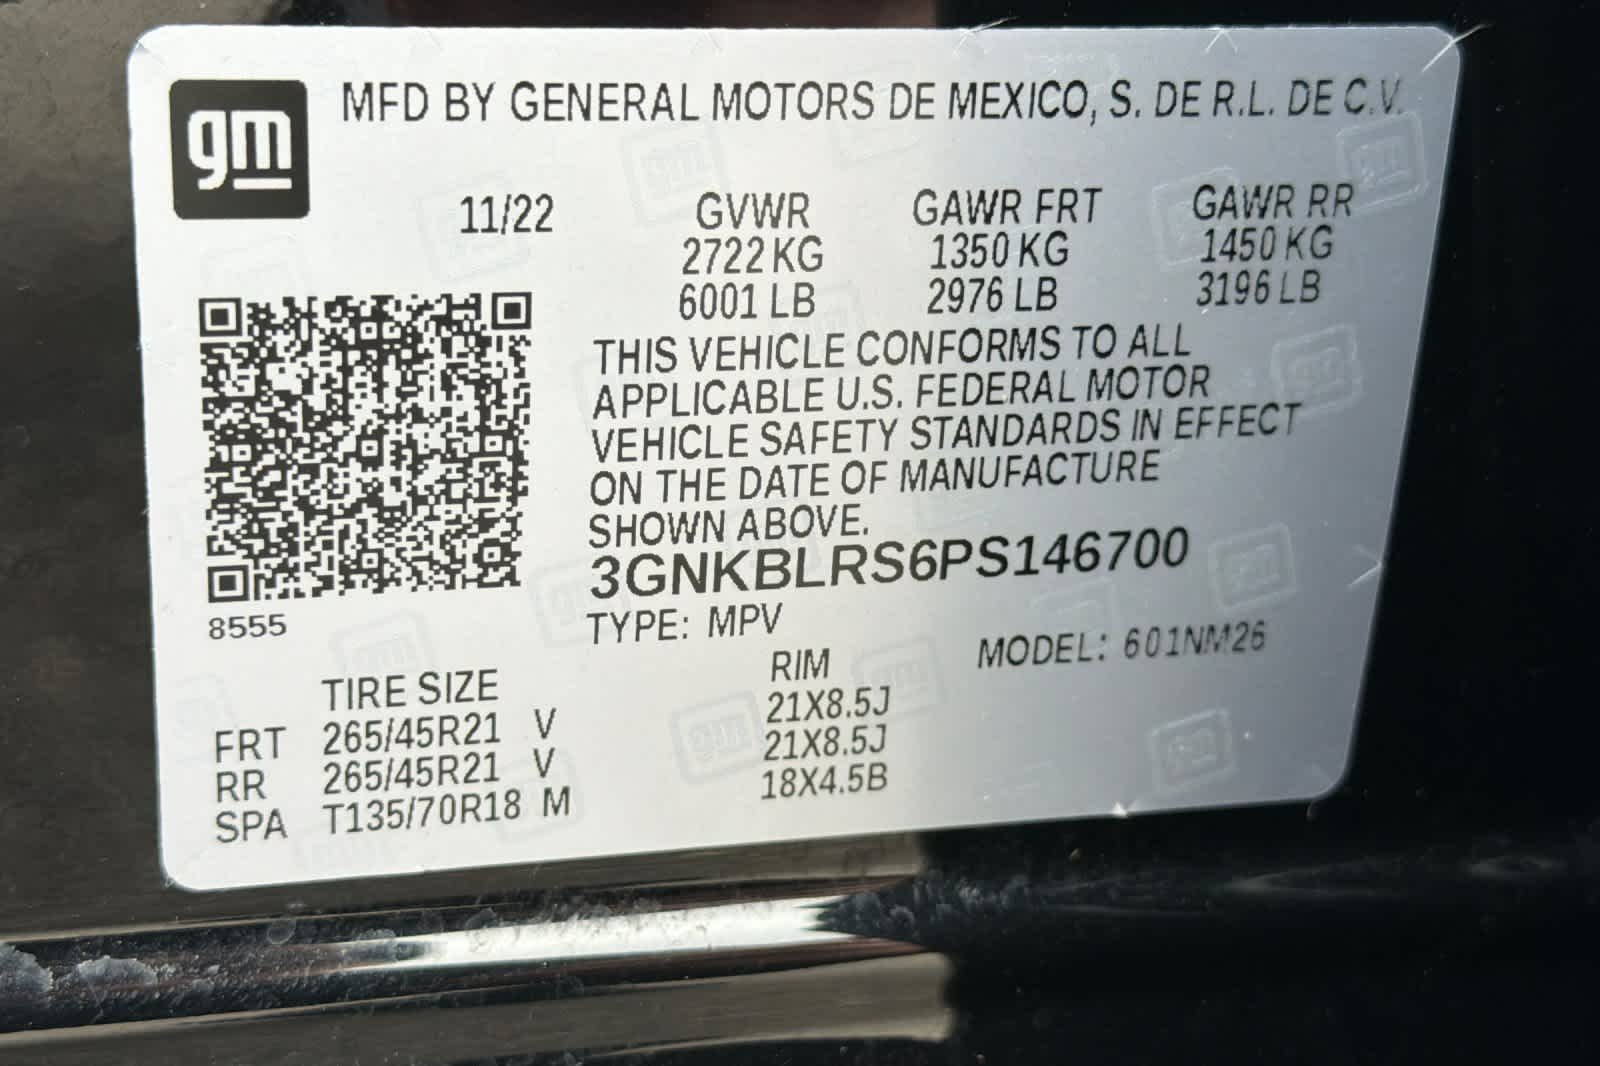 gm
MFD BY GENERAL MOTORS DE MEXICO, S. DE R.L. DE C.V.
11/22 GVWR GAWR FRT GAWR RR
2722 KG 1350 KG 1450 KG
6001 LB 2976 LB 3196 LB
THIS VEHICLE CONFORMS TO ALL
APPLICABLE U.S. FEDERAL MOTOR
VEHICLE SAFETY STANDARDS IN EFFECT
ON THE DATE OF MANUFACTURE
SHOWN ABOVE.
3GNKBLRS6PS146700
8555
TYPE: MPV MODEL: 601NM26
TIRE SIZE RIM
FRT 265/45R21 V 21X8.5J
RR 265/45R21 V 21X8.5J
SPA T135/70R18 M 18X4.5B